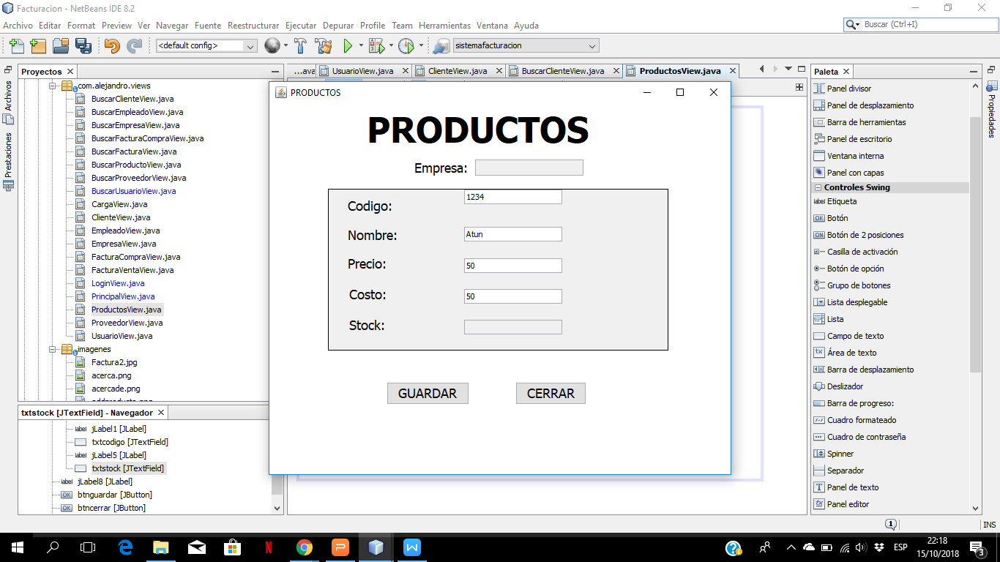 Facturacion - NetBeans IDE 8.2
Archivo Editar Format Preview Ver Navegar Fuente Reestructurar Ejecutar Depurar Profile Team Herramientas Ventana Ayuda
Buscar (Ctrl+I)
<default config>
sistemafacturacion
Proyectos
...ava
UsuarioView.java
ClienteView.java
BuscarClienteView.java
ProductosView.java
Paleta
Archivos
Prestaciones
com.alejandro.views
BuscarClienteView.java
BuscarEmpleadoView.java
BuscarEmpresaView.java
BuscarFacturaCompraView.java
BuscarFacturaView.java
BuscarProductoView.java
BuscarProveedorView.java
BuscarUsuarioView.java
CargaView.java
ClienteView.java
EmpleadoView.java
EmpresaView.java
FacturaCompraView.java
FacturaVentaView.java
LoginView.java
PrincipalView.java
ProductosView.java
ProveedorView.java
UsuarioView.java
imagenes
Factura2.jpg
acerca.png
acercade.png
txtstock [JTextField] - Navegador
jLabel1 [JLabel]
txtcodigo [JTextField]
jLabel5 [JLabel]
txtstock [JTextField]
jLabel8 [JLabel]
btnguardar [JButton]
btncerrar [JButton]
PRODUCTOS
PRODUCTOS
Empresa:
Codigo: 1234
Nombre: Atun
Precio: 50
Costo: 50
Stock:
GUARDAR CERRAR
Panel divisor
Panel de desplazamiento
Barra de herramientas
Panel de escritorio
Ventana interna
Panel con capas
Controles Swing
label Etiqueta
OK Botón
ON Botón de 2 posiciones
Casilla de activación
Botón de opción
Grupo de botones
Lista desplegable
Lista
Campo de texto
Área de texto
Barra de desplazamiento
Deslizador
Barra de progreso:
Cuadro formateado
Cuadro de contraseña
Spinner
Separador
Panel de texto
Panel editor
Propiedades
1
INS
ESP
22:18
15/10/2018
3